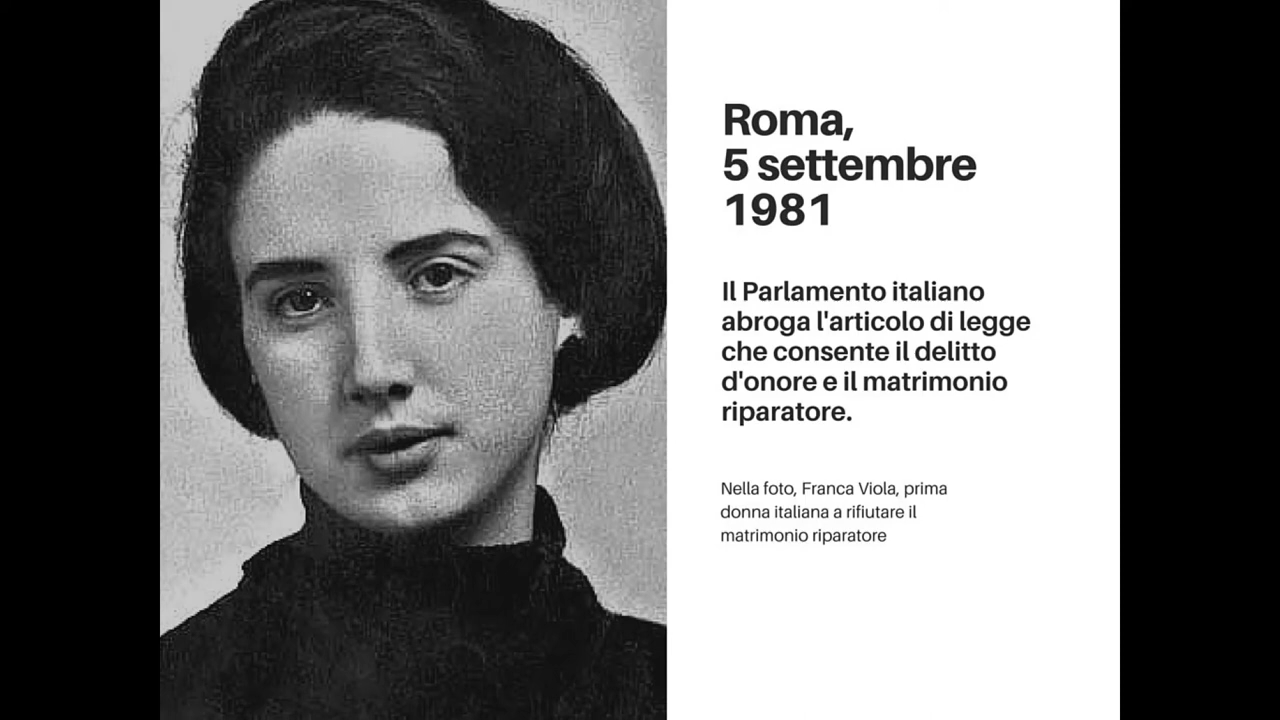 Roma,
5 settembre
1981
Il Parlamento italiano
abroga l'articolo di legge
che consente il delitto
d'onore e il matrimonio
riparatore.
Nella foto, Franca Viola, prima
donna italiana a rifiutare il
matrimonio riparatore